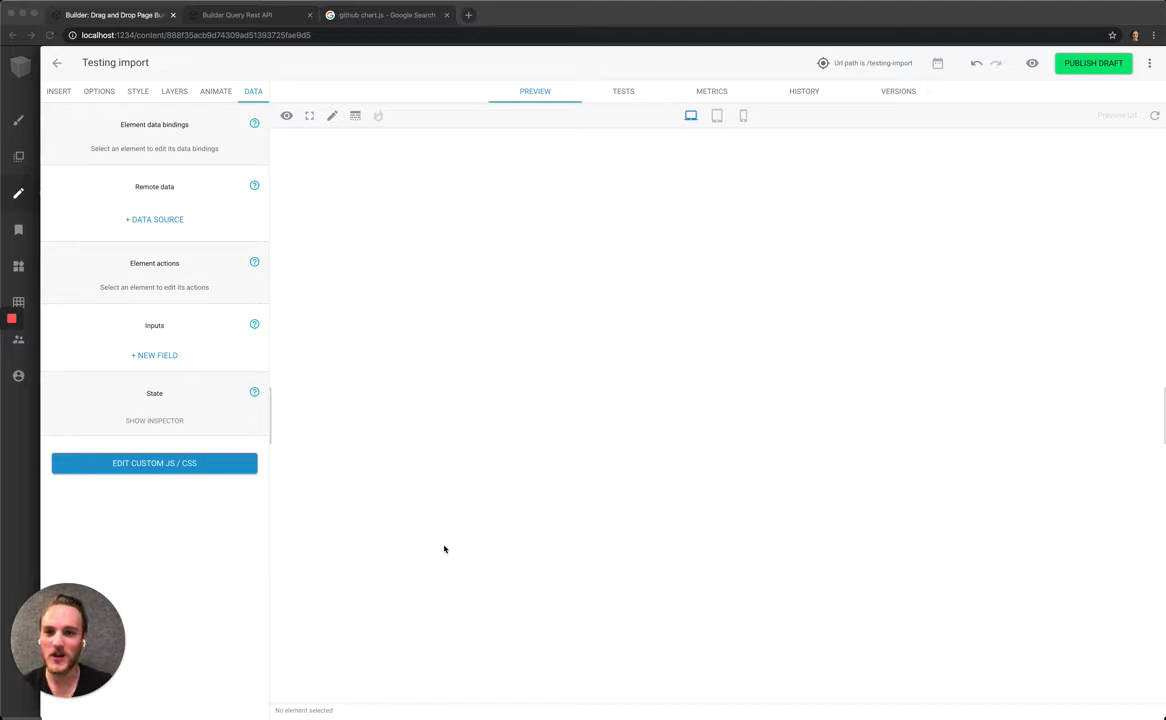 Builder: Drag and Drop Page Bu
Builder Query Rest API
github chart.js - Google Search
localhost:1234/content/888f35acb9d74309ad51393725fae9d5
Testing import
Url path is /testing-import
PUBLISH DRAFT
INSERT OPTIONS STYLE LAYERS ANIMATE DATA
PREVIEW TESTS METRICS HISTORY VERSIONS
Preview url
Element data bindings
Select an element to edit its data bindings
Remote data
+ DATA SOURCE
Element actions
Select an element to edit its actions
Inputs
+ NEW FIELD
State
SHOW INSPECTOR
EDIT CUSTOM JS / CSS
No element selected